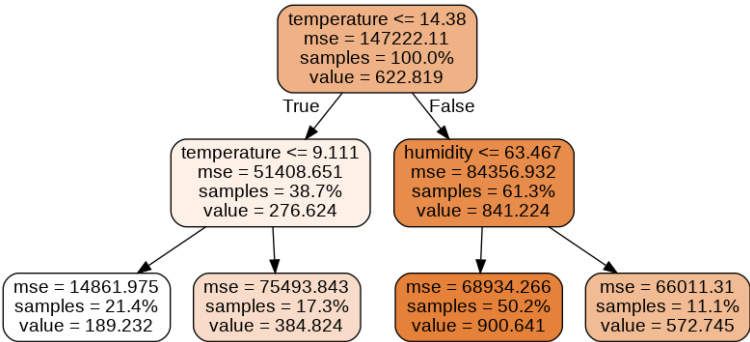 temperature <= 14.38
mse = 147222.11
samples = 100.0%
value = 622.819
True
False
temperature <= 9.111
mse = 51408.651
samples = 38.7%
value = 276.624
humidity <= 63.467
mse = 84356.932
samples = 61.3%
value = 841.224
mse = 14861.975
samples = 21.4%
value = 189.232
mse = 75493.843
samples = 17.3%
value = 384.824
mse = 68934.266
samples = 50.2%
value = 900.641
mse = 66011.31
samples = 11.1%
value = 572.745